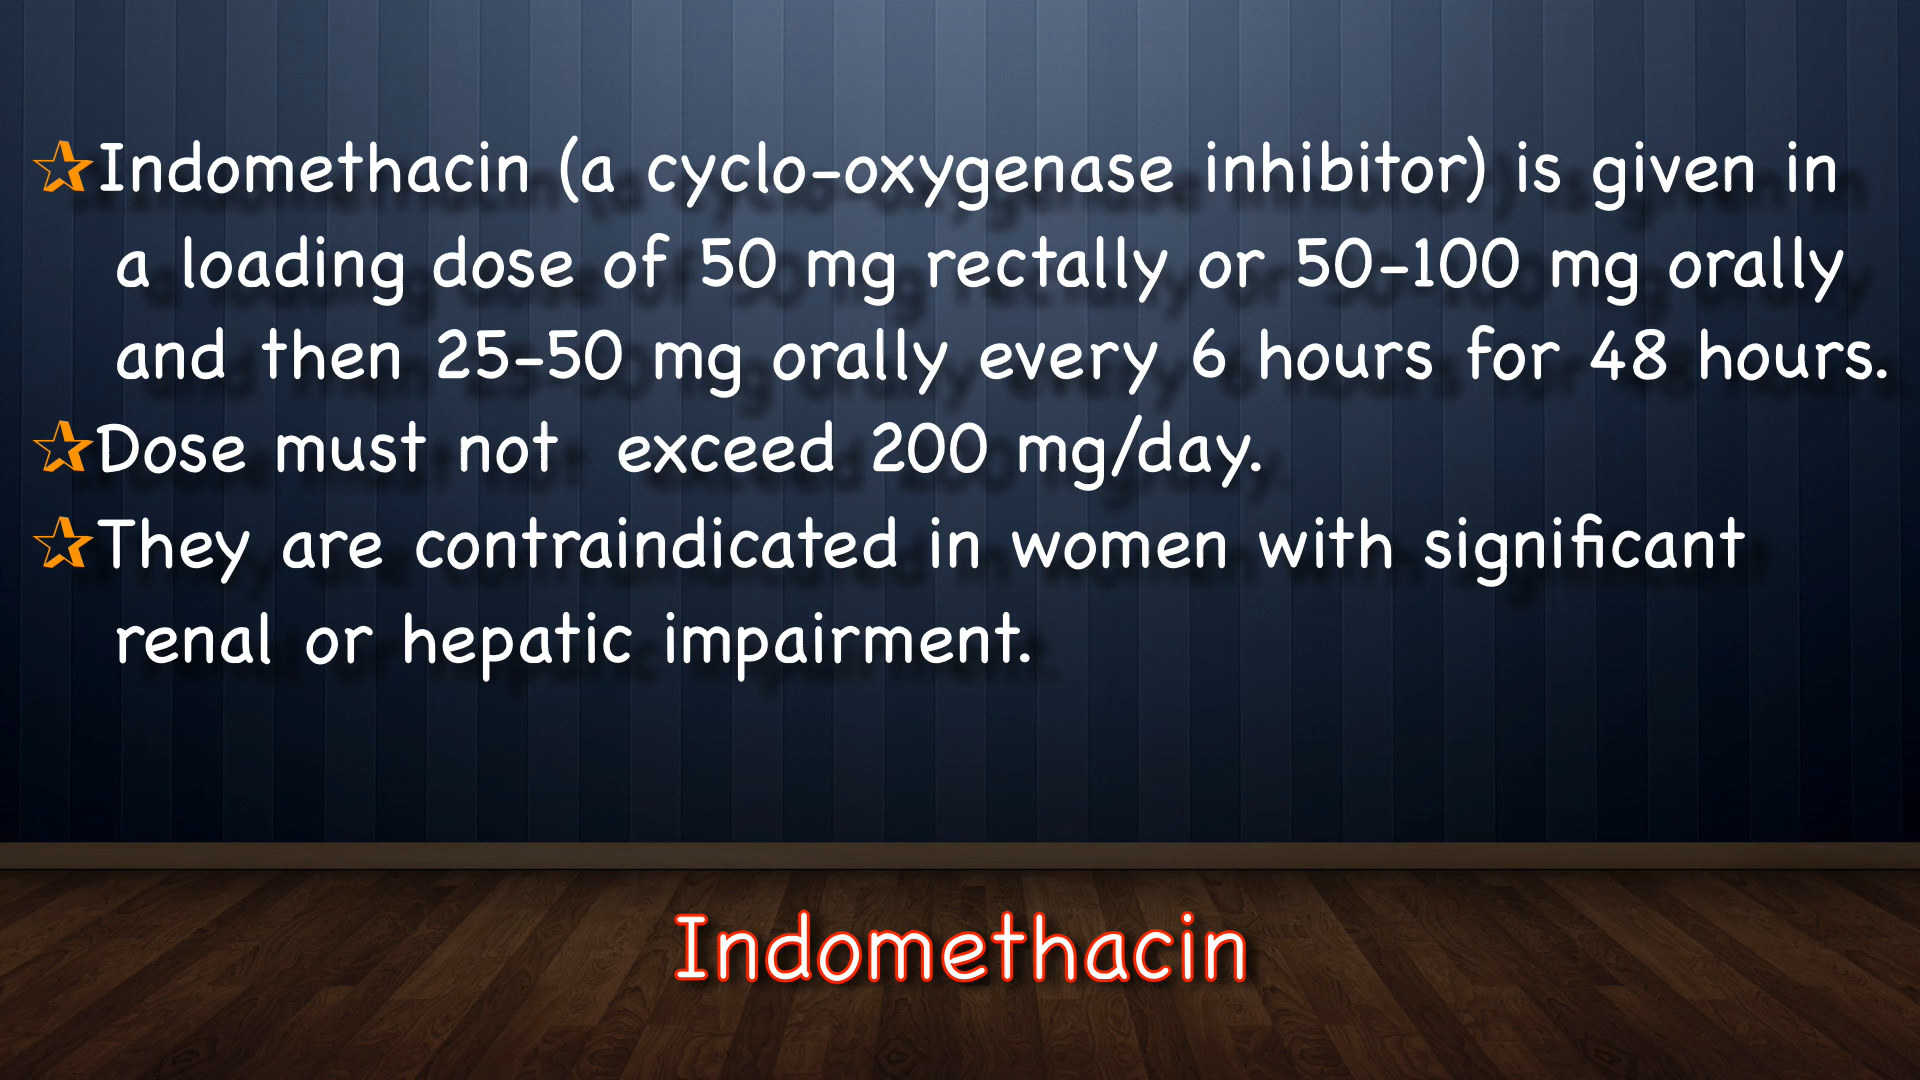 ☆Indomethacin (a cyclo-oxygenase inhibitor) is given in
a loading dose of 50 mg rectally or 50-100 mg orally
and then 25-50 mg orally every 6 hours for 48 hours.
☆Dose must not  exceed 200 mg/day.
☆They are contraindicated in women with significant
renal or hepatic impairment.
Indomethacin